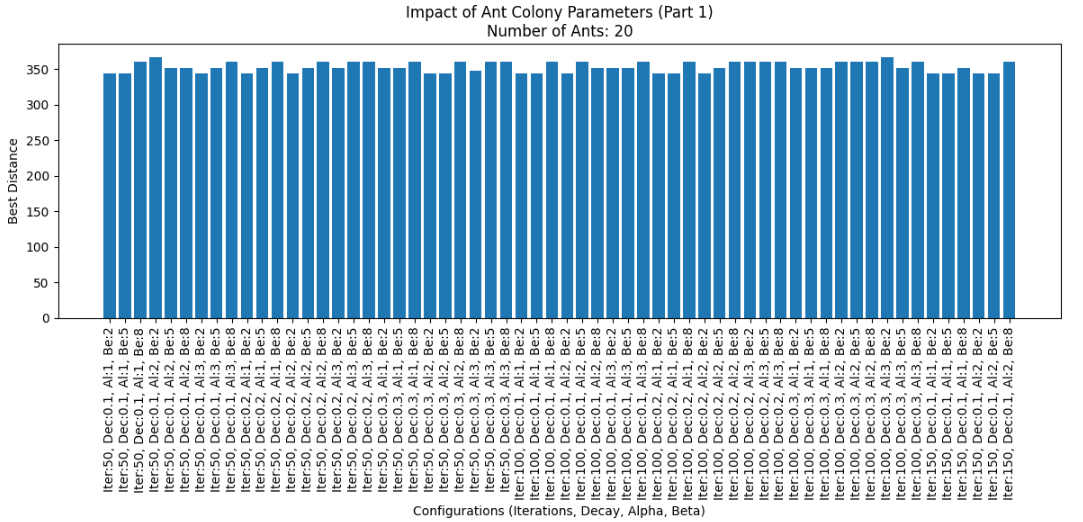 Impact of Ant Colony Parameters (Part 1)
Number of Ants: 20
Best Distance
350
300
250
200
150
100
50
0
Iter:50, Dec:0.1, Al:1, Be:2
Iter:50, Dec:0.1, Al:1, Be:5
Iter:50, Dec:0.1, Al:1, Be:8
Iter:50, Dec:0.1, Al:2, Be:2
Iter:50, Dec:0.1, Al:2, Be:5
Iter:50, Dec:0.1, Al:2, Be:8
Iter:50, Dec:0.1, Al:3, Be:2
Iter:50, Dec:0.1, Al:3, Be:5
Iter:50, Dec:0.1, Al:3, Be:8
Iter:50, Dec:0.2, Al:1, Be:2
Iter:50, Dec:0.2, Al:1, Be:5
Iter:50, Dec:0.2, Al:1, Be:8
Iter:50, Dec:0.2, Al:2, Be:2
Iter:50, Dec:0.2, Al:2, Be:5
Iter:50, Dec:0.2, Al:2, Be:8
Iter:50, Dec:0.2, Al:3, Be:2
Iter:50, Dec:0.2, Al:3, Be:5
Iter:50, Dec:0.2, Al:3, Be:8
Iter:50, Dec:0.3, Al:1, Be:2
Iter:50, Dec:0.3, Al:1, Be:5
Iter:50, Dec:0.3, Al:1, Be:8
Iter:50, Dec:0.3, Al:2, Be:2
Iter:50, Dec:0.3, Al:2, Be:5
Iter:50, Dec:0.3, Al:2, Be:8
Iter:50, Dec:0.3, Al:3, Be:2
Iter:50, Dec:0.3, Al:3, Be:5
Iter:50, Dec:0.3, Al:3, Be:8
Iter:100, Dec:0.1, Al:1, Be:2
Iter:100, Dec:0.1, Al:1, Be:5
Iter:100, Dec:0.1, Al:1, Be:8
Iter:100, Dec:0.1, Al:2, Be:2
Iter:100, Dec:0.1, Al:2, Be:5
Iter:100, Dec:0.1, Al:2, Be:8
Iter:100, Dec:0.1, Al:3, Be:2
Iter:100, Dec:0.1, Al:3, Be:5
Iter:100, Dec:0.1, Al:3, Be:8
Iter:100, Dec:0.2, Al:1, Be:2
Iter:100, Dec:0.2, Al:1, Be:5
Iter:100, Dec:0.2, Al:1, Be:8
Iter:100, Dec:0.2, Al:2, Be:2
Iter:100, Dec:0.2, Al:2, Be:5
Iter:100, Dec:0.2, Al:2, Be:8
Iter:100, Dec:0.2, Al:3, Be:2
Iter:100, Dec:0.2, Al:3, Be:5
Iter:100, Dec:0.2, Al:3, Be:8
Iter:100, Dec:0.3, Al:1, Be:2
Iter:100, Dec:0.3, Al:1, Be:5
Iter:100, Dec:0.3, Al:1, Be:8
Iter:100, Dec:0.3, Al:2, Be:2
Iter:100, Dec:0.3, Al:2, Be:5
Iter:100, Dec:0.3, Al:2, Be:8
Iter:100, Dec:0.3, Al:3, Be:2
Iter:100, Dec:0.3, Al:3, Be:5
Iter:100, Dec:0.3, Al:3, Be:8
Iter:150, Dec:0.1, Al:1, Be:2
Iter:150, Dec:0.1, Al:1, Be:5
Iter:150, Dec:0.1, Al:1, Be:8
Iter:150, Dec:0.1, Al:2, Be:2
Iter:150, Dec:0.1, Al:2, Be:5
Iter:150, Dec:0.1, Al:2, Be:8
Configurations (Iterations, Decay, Alpha, Beta)